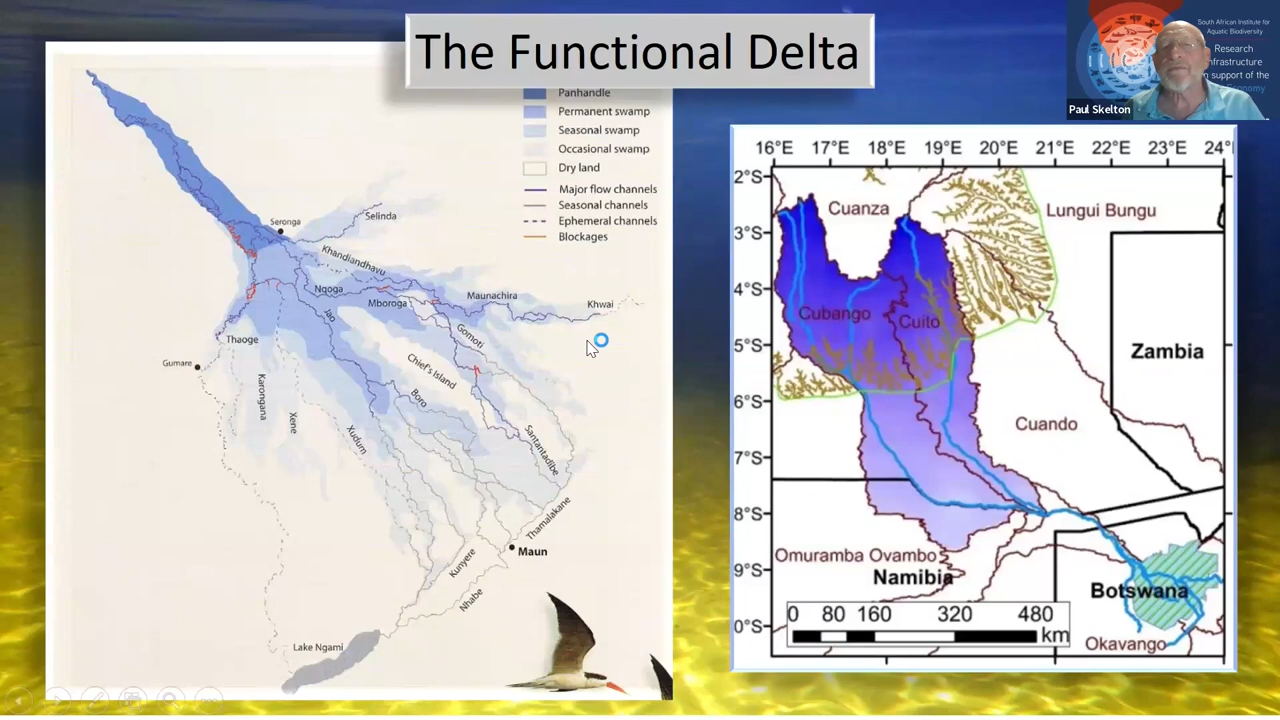 The Functional Delta
Panhandle
Permanent swamp
Seasonal swamp
Occasional swamp
Dry land
Major flow channels
Seasonal channels
Ephemeral channels
Blockages
Seronga
Selinda
Khandiandhavu
Ngoga
Mboroga
Maunachira
Khwai
Jao
Gomoti
Thaoge
Gumare
Chief's Island
Karongana
Xene
Boro
Xudum
Santantadibe
Thamalakane
Maun
Kunyere
Nhabe
Lake Ngami
South African Institute for
Aquatic Biodiversity
Research
nfrastructure
n support of the
onomy
Paul Skelton
16°E 17°E 18°E 19°E 20°E 21°E 22°E 23°E 24°
2°S
3°S
4°S
5°S
6°S
7°S
8°S
9°S
0°S
Cuanza
Lungui Bungu
Cubango
Cuito
Zambia
Cuando
Omuramba Ovambo
Namibia
Botswana
Okavango
0 80 160 320 480
km